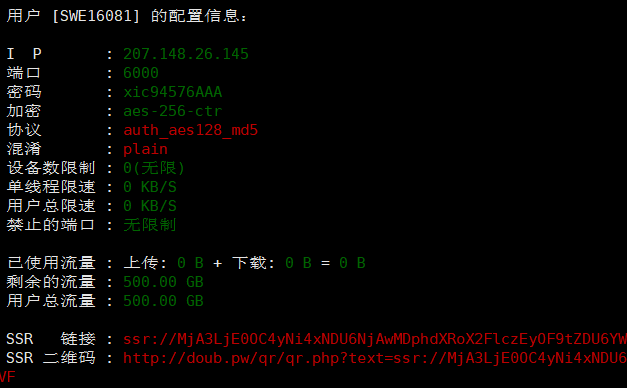 用户 [SWE16081] 的配置信息：
I P : 207.148.26.145
端口 : 6000
密码 : xic94576AAA
加密 : aes-256-ctr
协议 : auth_aes128_md5
混淆 : plain
设备数限制 : 0(无限)
单线程限速 : 0 KB/S
用户总限速 : 0 KB/S
禁止的端口 : 无限制
已使用流量 : 上传: 0 B + 下载: 0 B = 0 B
剩余的流量 : 500.00 GB
用户总流量 : 500.00 GB
SSR 链接 : ssr://MjA3LjE0OC4yNi4xNDU6NjAwMDphdXRoX2FlczEyOF9tZDU6YW
SSR 二维码 : http://doub.pw/qr/qr.php?text=ssr://MjA3LjE0OC4yNi4xNDU6
VF